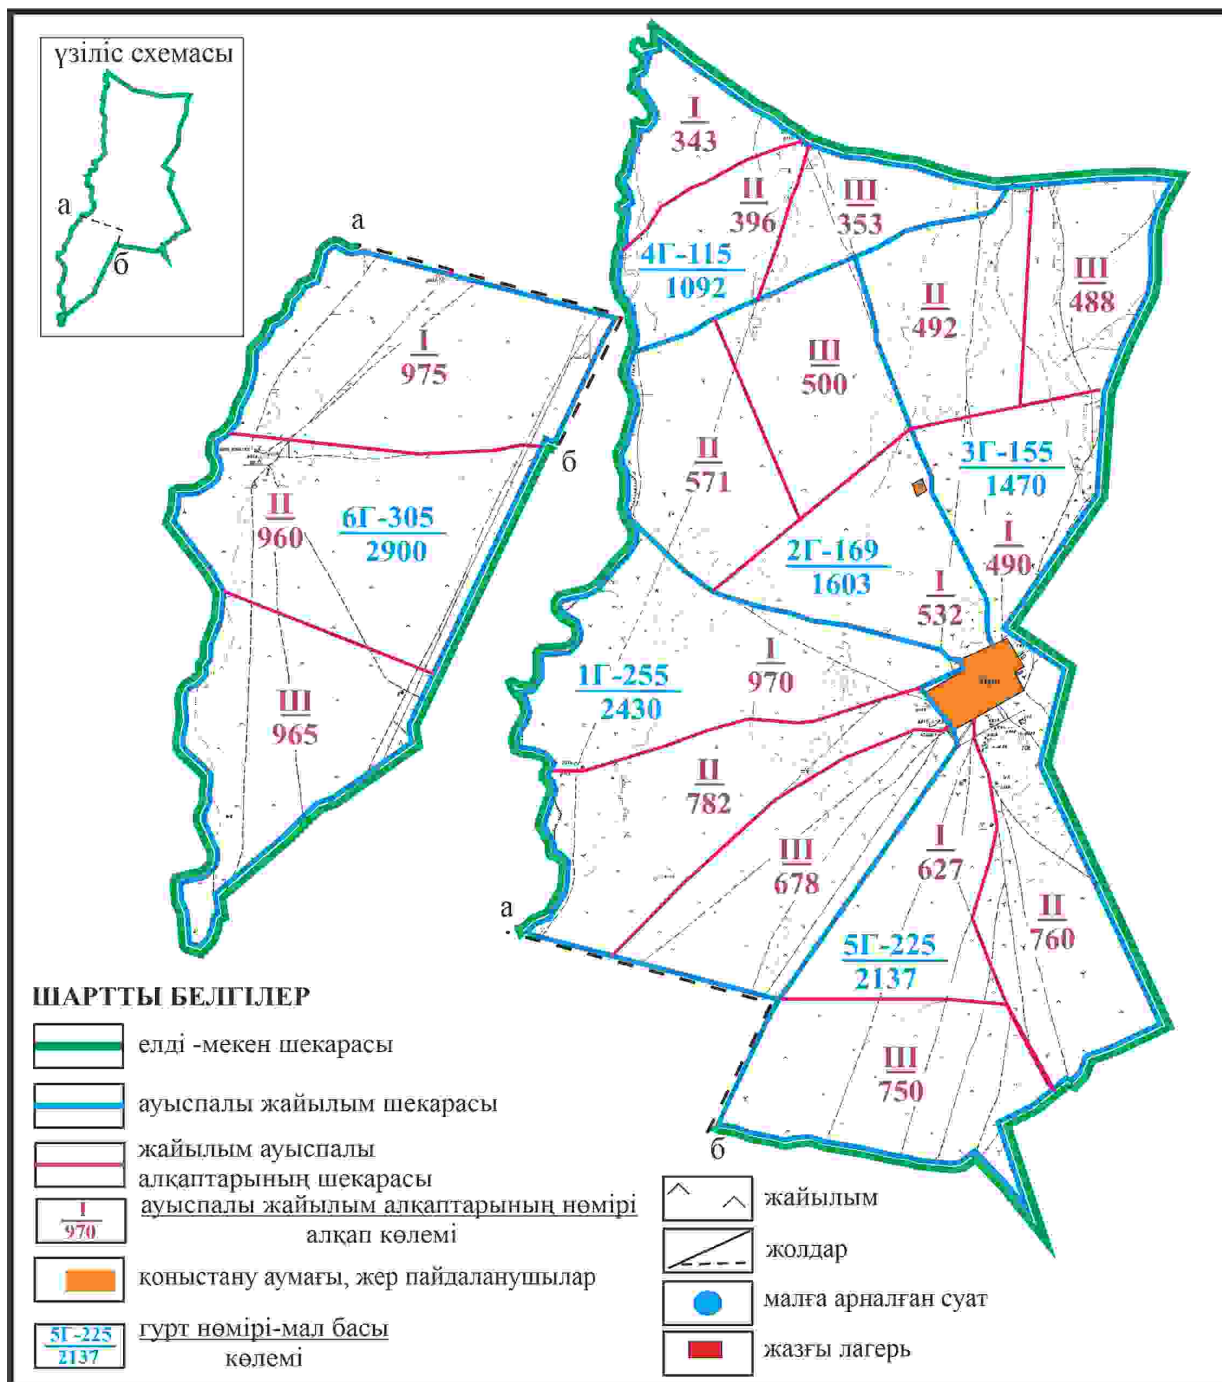 үзіліс схемасы
а
б
а
б
I
975
II
960
6Г-305
2900
III
965
I
343
II
396
III
353
4Г-115
1092
II
492
III
488
III
500
II
571
3Г-155
1470
I
490
2Г-169
1603
I
532
I
970
1Г-255
2430
II
782
III
678
I
627
II
760
5Г-225
2137
III
750
а
б
ШАРТТЫ БЕЛГІЛЕР
елді -мекен шекарасы
ауыспалы жайылым шекарасы
жайылым ауыспалы
алқаптарының шекарасы
I
970
ауыспалы жайылым алқаптарының нөмірі
алқап көлемі
қоныстану аумағы, жер пайдаланушылар
5Г-225
2137
гурт нөмірі-мал басы
көлемі
жайылым
жолдар
малға арналған суат
жазғы лагерь